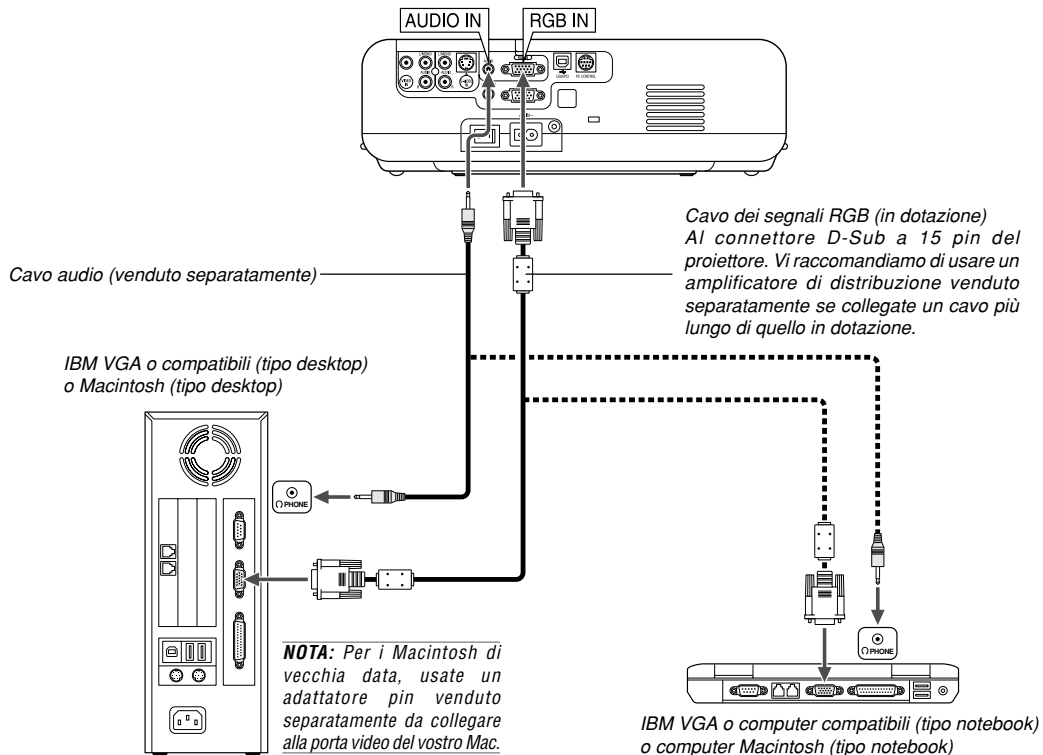 AUDIO IN
RGB IN
USB/PCI
PC CONTROL
Cavo dei segnali RGB (in dotazione)
Al connettore D-Sub a 15 pin del
proiettore. Vi raccomandiamo di usare un
amplificatore di distribuzione venduto
separatamente se collegate un cavo più
lungo di quello in dotazione.
Cavo audio (venduto separatamente)
IBM VGA o compatibili (tipo desktop)
o Macintosh (tipo desktop)
PHONE
NOTA: Per i Macintosh di
vecchia data, usate un
adattatore pin venduto
separatamente da collegare
alla porta video del vostro Mac.
PHONE
IBM VGA o computer compatibili (tipo notebook)
o computer Macintosh (tipo notebook)